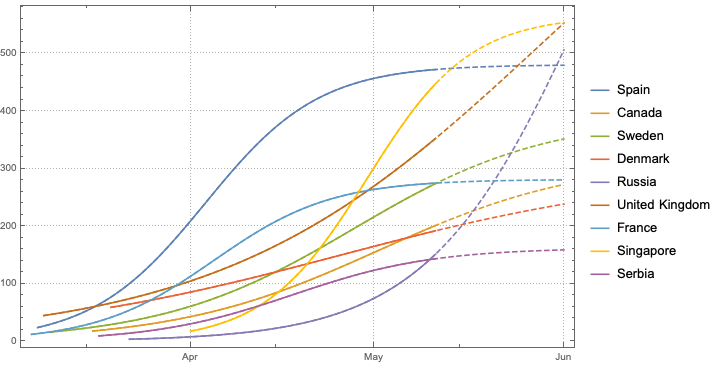 500
400
300
200
100
0
Apr
May
Jun
Spain
Canada
Sweden
Denmark
Russia
United Kingdom
France
Singapore
Serbia